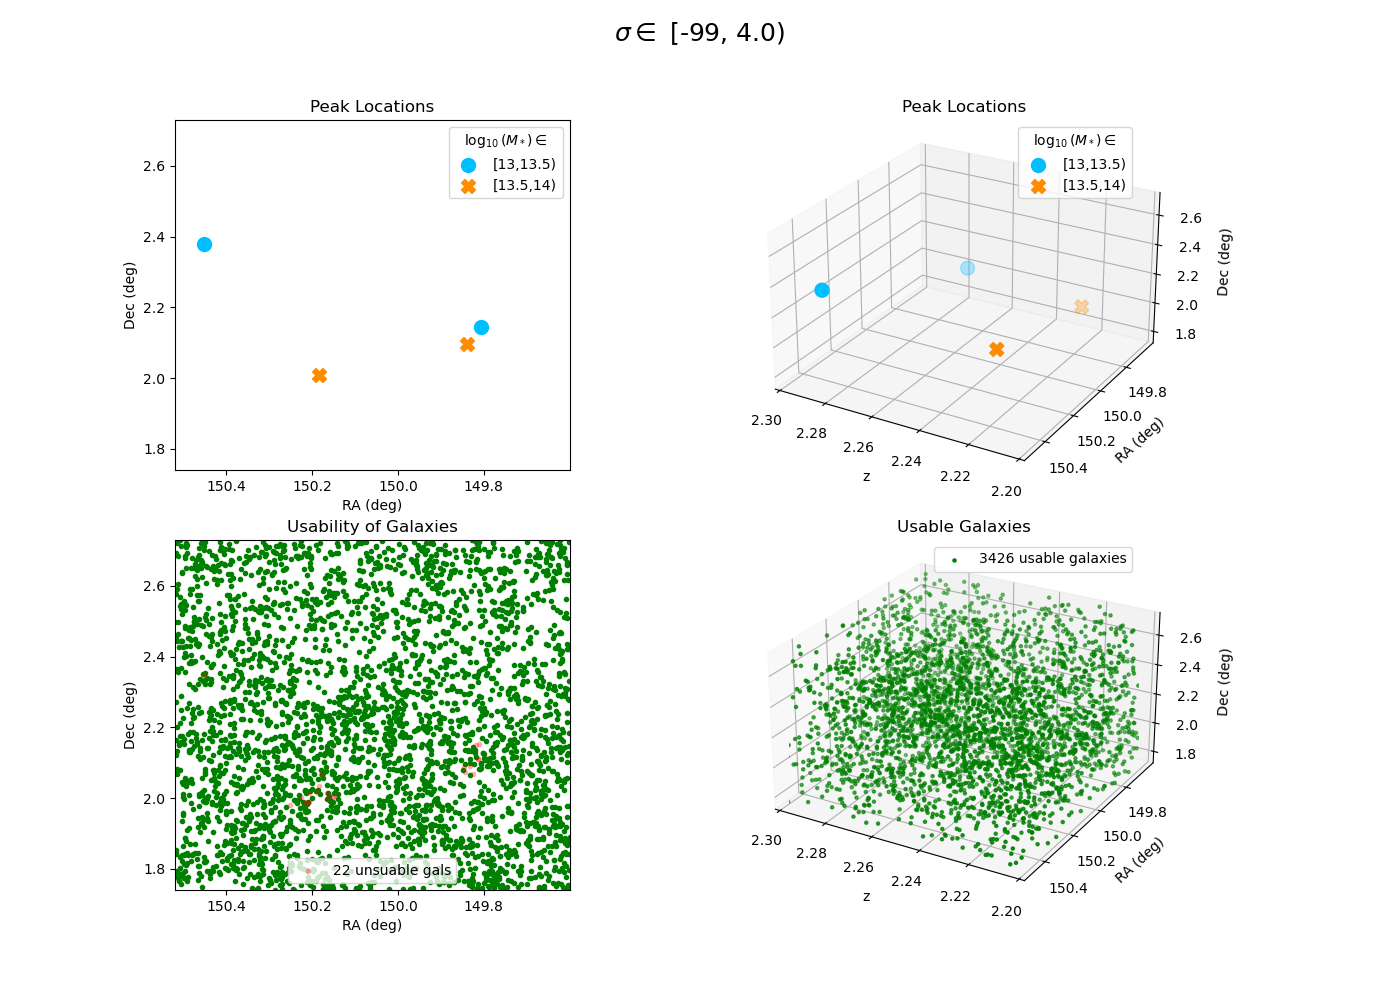 σ ∈ [-99, 4.0)
Peak Locations
log₁₀(M*) ∈
[13,13.5)
[13.5,14)
2.6
2.4
2.2
2.0
1.8
Dec (deg)
150.4 150.2 150.0 149.8
RA (deg)
Peak Locations
log₁₀(M*) ∈
[13,13.5)
[13.5,14)
2.6
2.4
2.2
2.0
1.8
Dec (deg)
149.8
150.0
150.2
150.4
RA (deg)
2.30
2.28
2.26
2.24
2.22
2.20
z
Usability of Galaxies
2.6
2.4
2.2
2.0
1.8
Dec (deg)
22 unsuable gals
150.4 150.2 150.0 149.8
RA (deg)
Usable Galaxies
3426 usable galaxies
2.6
2.4
2.2
2.0
1.8
Dec (deg)
149.8
150.0
150.2
150.4
RA (deg)
2.30
2.28
2.26
2.24
2.22
2.20
z